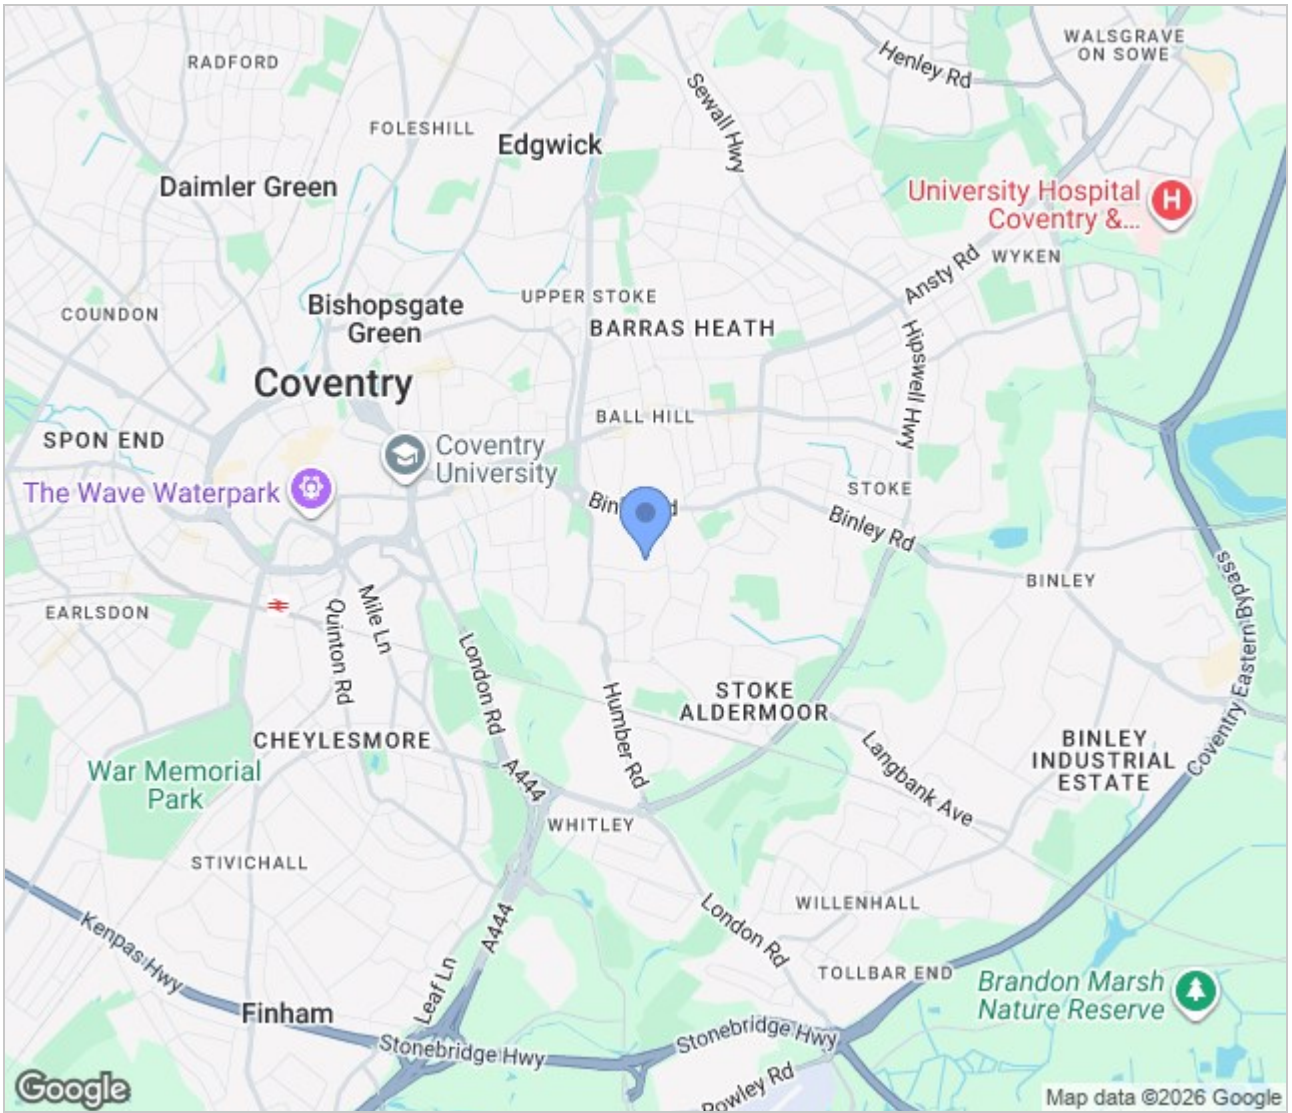 RADFORD
WALSGRAVE
ON SOWE
Henley Rd
Sewall Hwy
FOLESHILL
Edgwick
Daimler Green
University Hospital
Coventry &...
H
WYKEN
Ansty Rd
UPPER STOKE
Bishopsgate
Green
COUNDON
BARRAS HEATH
Hipswell Hwy
Coventry
BALL HILL
SPON END
Coventry
University
The Wave Waterpark
STOKE
Binley Rd
Coventry Eastern Bypass
BINLEY
EARLSDON
Mile Ln
Quinton Rd
London Rd
Humber Rd
STOKE
ALDERMOOR
CHEYLESMORE
War Memorial
Park
A444
Langbank Ave
BINLEY
INDUSTRIAL
ESTATE
WHITLEY
STIVICHALL
WILLENHALL
London Rd
A444
Kenpas Hwy
Leaf Ln
TOLLBAR END
Brandon Marsh
Nature Reserve
Finham
Stonebridge Hwy
Stonebridge Hwy
Rowley Rd
Google
Map data ©2026 Google